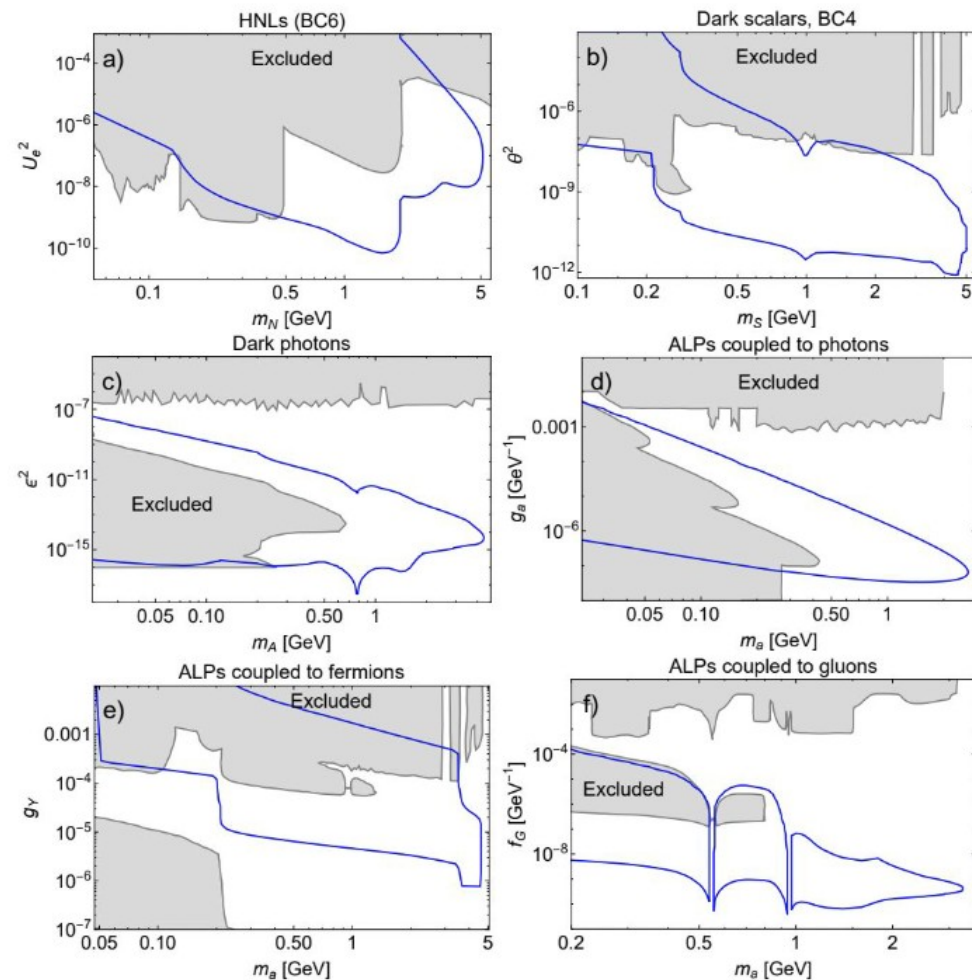 HNLs (BC6)
a)
Excluded
10⁻⁴
10⁻⁶
10⁻⁸
10⁻¹⁰
U_e²
0.1 0.5 1 5
m_N [GeV]
Dark scalars, BC4
b)
Excluded
10⁻⁶
10⁻⁹
10⁻¹²
θ²
0.1 0.2 0.5 1 2 5
m_S [GeV]
Dark photons
c)
10⁻⁷
10⁻¹¹
10⁻¹⁵
ϵ²
Excluded
0.05 0.10 0.50 1 5
m_A [GeV]
ALPs coupled to photons
d)
Excluded
0.001
10⁻⁶
g_a [GeV⁻¹]
0.05 0.10 0.50 1
m_a [GeV]
ALPs coupled to fermions
e)
Excluded
0.001
10⁻⁴
10⁻⁵
10⁻⁶
10⁻⁷
g_Y
0.05 0.10 0.50 1 5
m_a [GeV]
ALPs coupled to gluons
f)
10⁻⁴
10⁻⁸
f_G [GeV⁻¹]
Excluded
0.2 0.5 1 2
m_a [GeV]